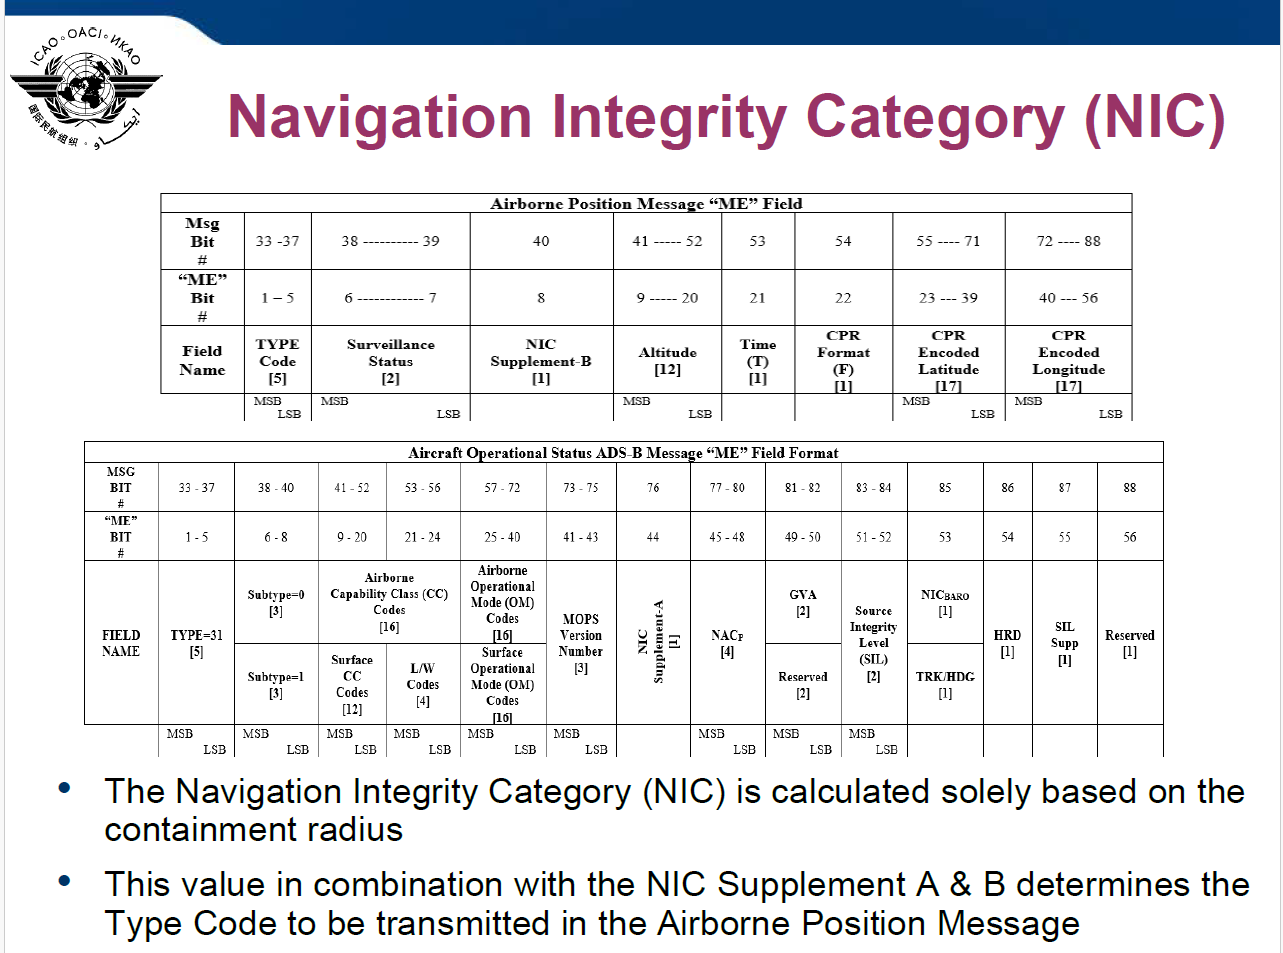 ICAO · OACI · ИКАО
国际民航组织 · ايكاو
Navigation Integrity Category (NIC)
Airborne Position Message “ME” Field
Msg Bit # 33 -37 38 ---------- 39 40 41 ----- 52 53 54 55 ---- 71 72 ---- 88
“ME” Bit # 1 – 5 6 ------------ 7 8 9 ----- 20 21 22 23 --- 39 40 --- 56
Field Name TYPE Code [5] Surveillance Status [2] NIC Supplement-B [1] Altitude [12] Time (T) [1] CPR Format (F) [1] CPR Encoded Latitude [17] CPR Encoded Longitude [17]
MSB LSB MSB LSB MSB LSB MSB LSB MSB LSB
Aircraft Operational Status ADS-B Message “ME” Field Format
MSG BIT # 33 - 37 38 - 40 41 - 52 53 - 56 57 - 72 73 - 75 76 77 - 80 81 - 82 83 - 84 85 86 87 88
“ME” BIT # 1 - 5 6 - 8 9 - 20 21 - 24 25 - 40 41 - 43 44 45 - 48 49 - 50 51 - 52 53 54 55 56
FIELD NAME TYPE=31 [5] Subtype=0 [3] Airborne Capability Class (CC) Codes [16] Airborne Operational Mode (OM) Codes [16] MOPS Version Number [3] NIC Supplement-A [1] NACP [4] GVA [2] Source Integrity Level (SIL) [2] NICBARO [1] HRD [1] SIL Supp [1] Reserved [1]
Subtype=1 [3] Surface CC Codes [12] L/W Codes [4] Surface Operational Mode (OM) Codes [16] Reserved [2] TRK/HDG [1]
MSB LSB MSB LSB MSB LSB MSB LSB MSB LSB MSB LSB MSB LSB MSB LSB MSB LSB
• The Navigation Integrity Category (NIC) is calculated solely based on the
containment radius
• This value in combination with the NIC Supplement A & B determines the
Type Code to be transmitted in the Airborne Position Message